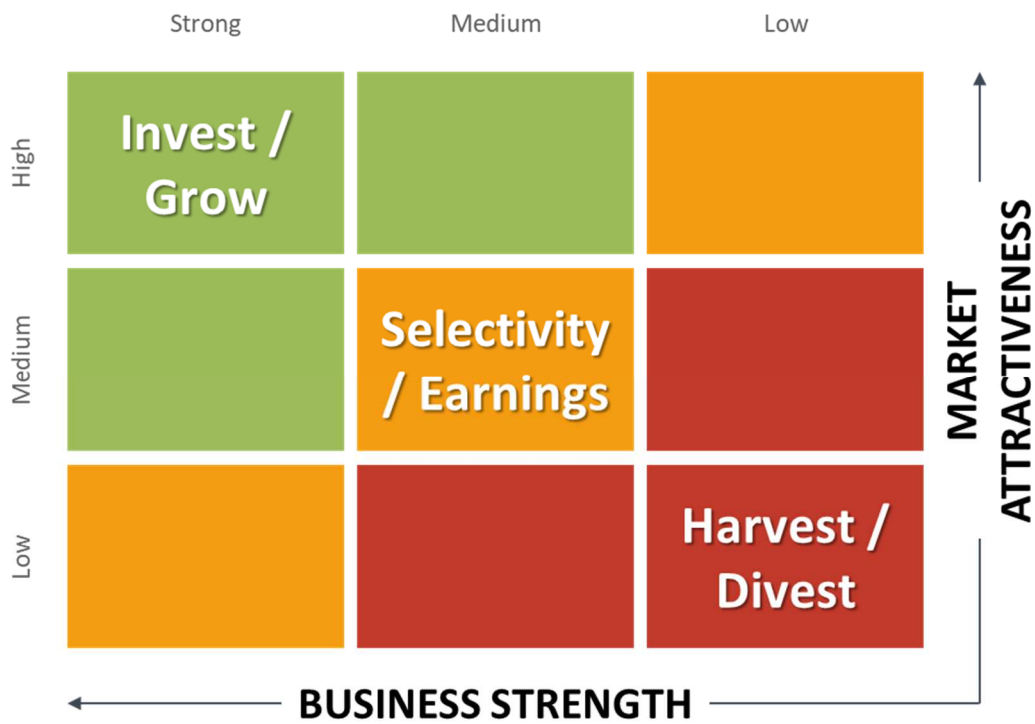 Strong
Medium
Low
High
Invest /
Grow
Medium
Selectivity
/ Earnings
Low
Harvest /
Divest
MARKET
ATTRACTIVENESS
BUSINESS STRENGTH